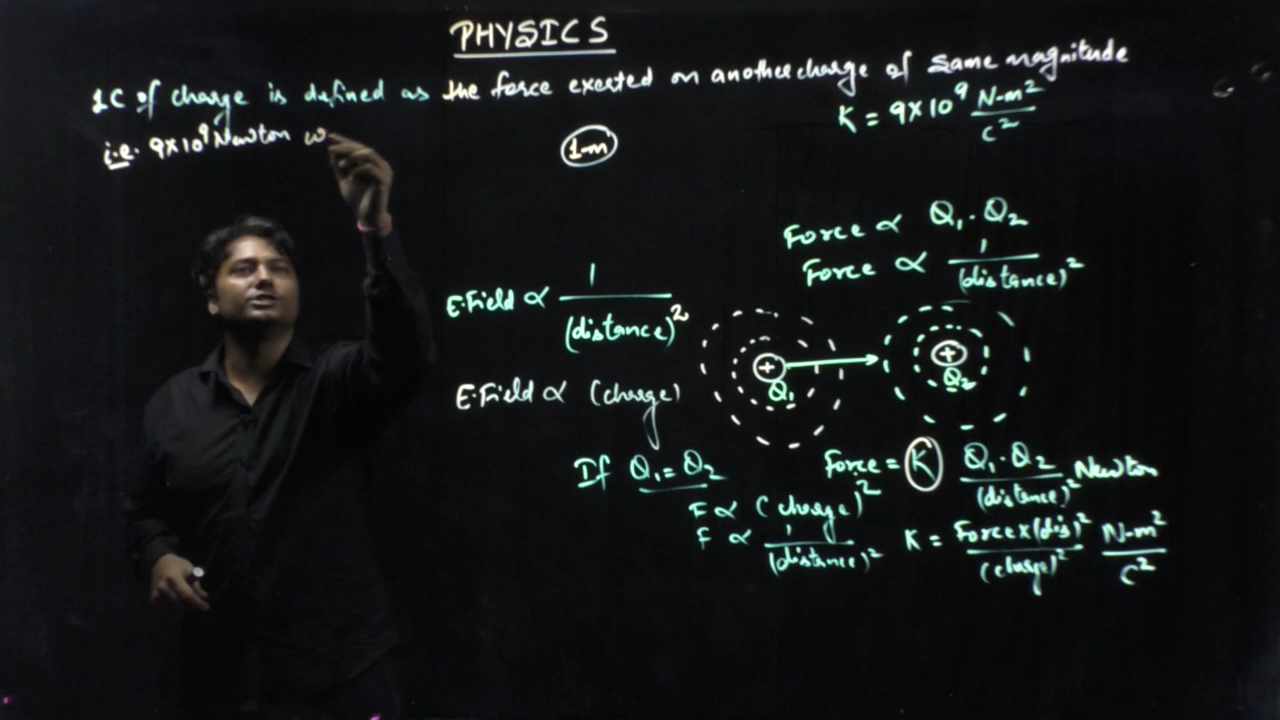 PHYSICS
1C of charge is defined as the force exerted on another charge of same magnitude
i.e. 9×10⁹ Newton w
1-m
K = 9×10⁹ N-m²/C²
Force ∝ Q₁ · Q₂
Force ∝ 1/(distance)²
E.Field ∝ 1/(distance)²
+ Q₁
+ Q₂
E.Field ∝ (charge)
If Q₁ = Q₂
Force = K Q₁ · Q₂/(distance)² Newton
F ∝ (charge)²
F ∝ 1/(distance)²
K = Force×(dis)²/(charge)² N-m²/C²